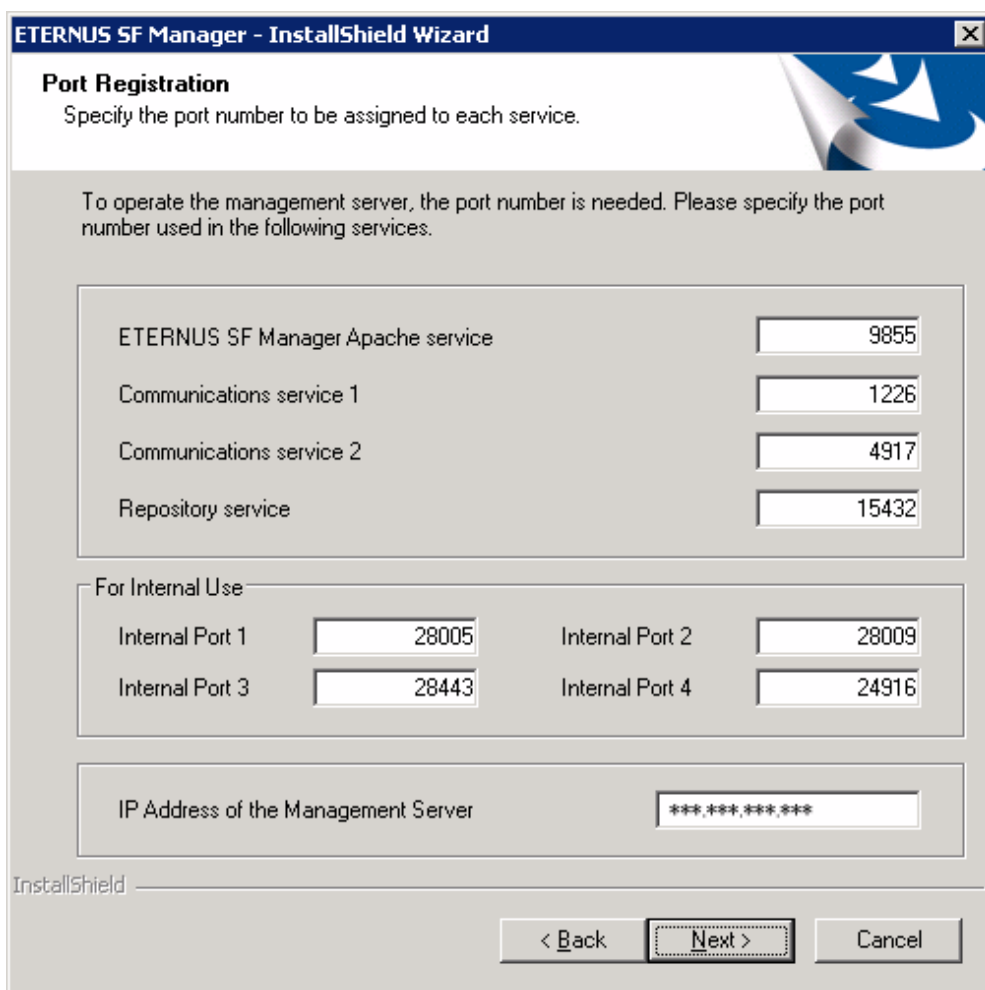 ETERNUS SF Manager - InstallShield Wizard
Port Registration
Specify the port number to be assigned to each service.
To operate the management server, the port number is needed. Please specify the port
number used in the following services.
ETERNUS SF Manager Apache service 9855
Communications service 1 1226
Communications service 2 4917
Repository service 15432
For Internal Use
Internal Port 1 28005 Internal Port 2 28009
Internal Port 3 28443 Internal Port 4 24916
IP Address of the Management Server ***.***.***.***
InstallShield
< Back Next > Cancel